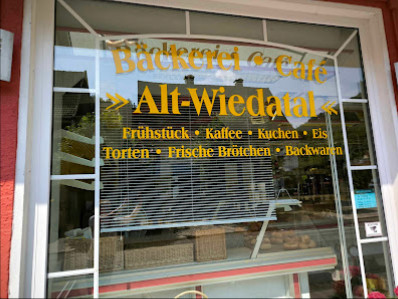 Bäckerei • Café
» Alt-Wiedatal «
Frühstück • Kaffee • Kuchen • Eis
Torten • Frische Brötchen • Backwaren